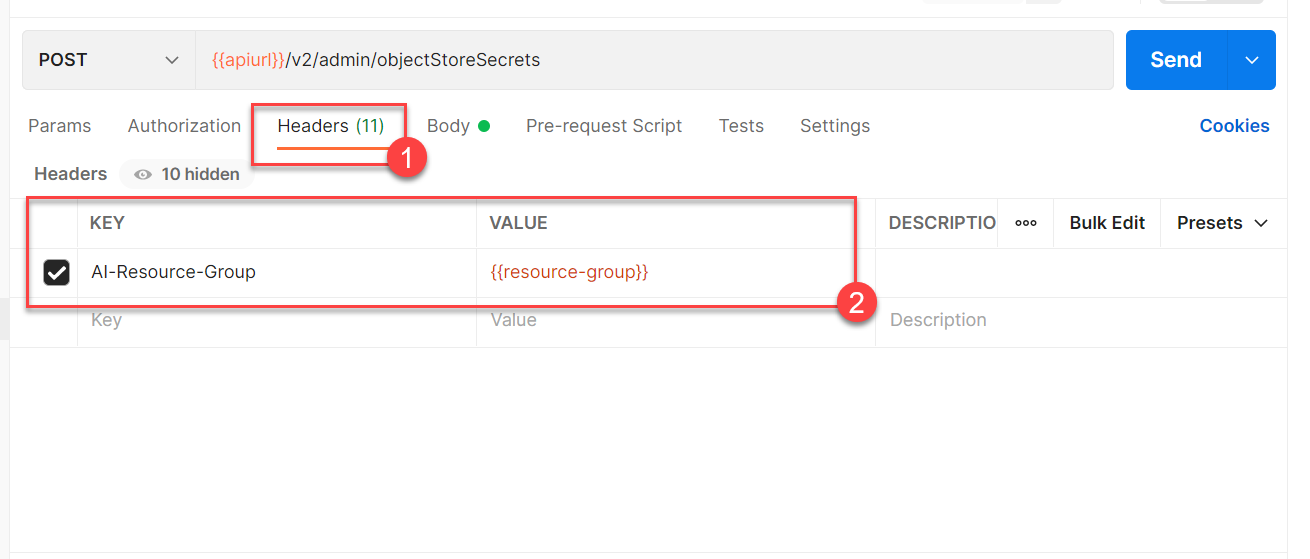 POST {{apiurl}}/v2/admin/objectStoreSecrets Send
Params Authorization Headers (11) Body Pre-request Script Tests Settings Cookies
1
Headers 10 hidden
KEY VALUE DESCRIPTIO ooo Bulk Edit Presets
AI-Resource-Group {{resource-group}}
2
Key Value Description